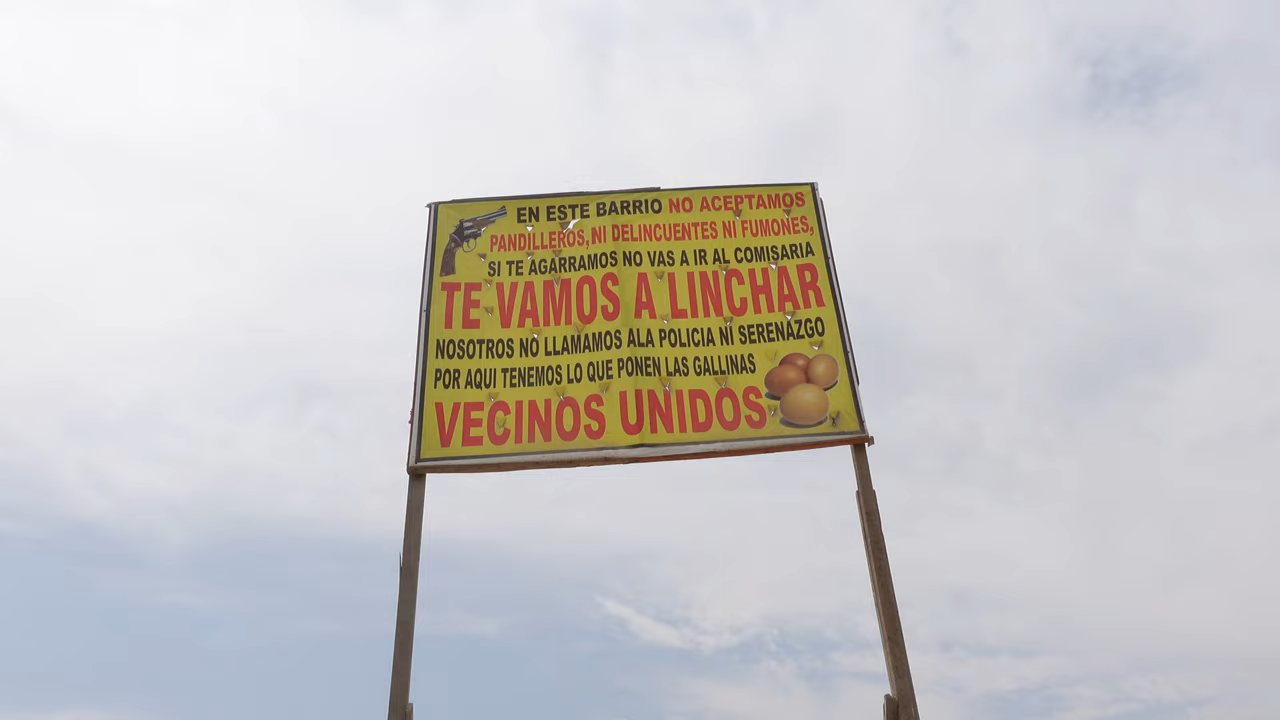 EN ESTE BARRIO NO ACEPTAMOS
PANDILLEROS, NI DELINCUENTES NI FUMONES,
SI TE AGARRAMOS NO VAS A IR AL COMISARIA
TE VAMOS A LINCHAR
NOSOTROS NO LLAMAMOS ALA POLICIA NI SERENAZGO
POR AQUI TENEMOS LO QUE PONEN LAS GALLINAS
VECINOS UNIDOS